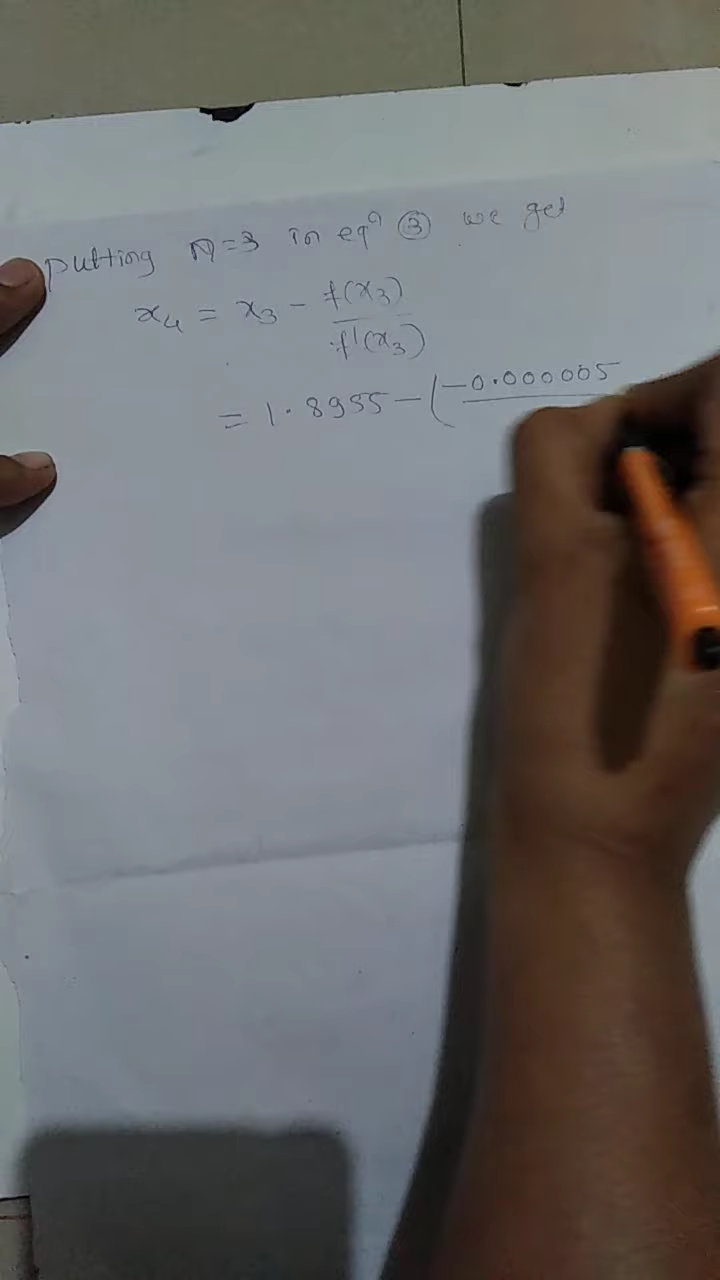 putting n=3 in eqⁿ ③ we get
x₄ = x₃ - f(x₃)/f'(x₃)
= 1.8955 - (-0.000005